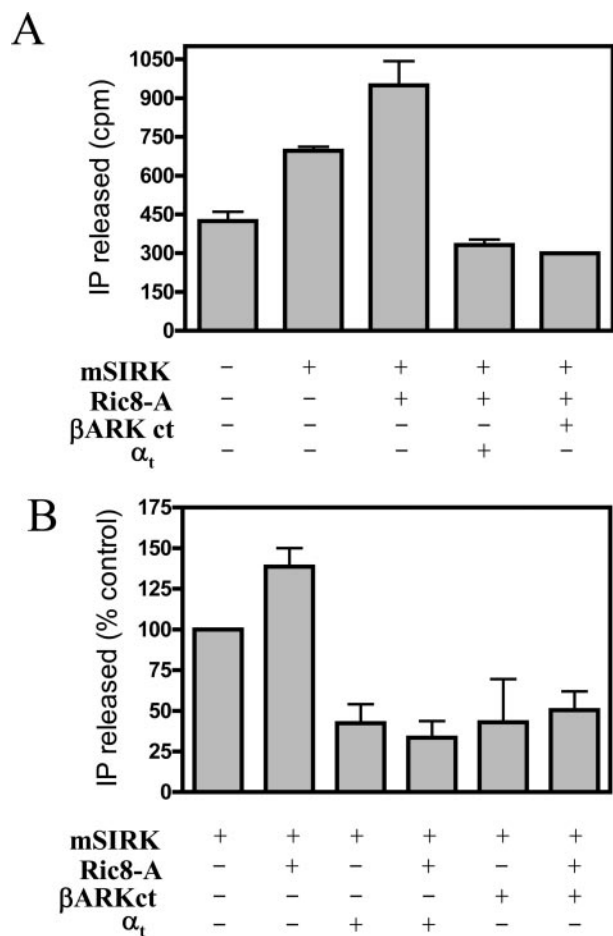 A
IP released (cpm)
1050
900
750
600
450
300
150
0
mSIRK − + + + +
Ric8-A − − + + +
βARK ct − − − − +
αt − − − + −
B
IP released (% control)
175
150
125
100
75
50
25
0
mSIRK + + + + + +
Ric8-A − + − + − +
βARKct − − − − + +
αt − − + + − −